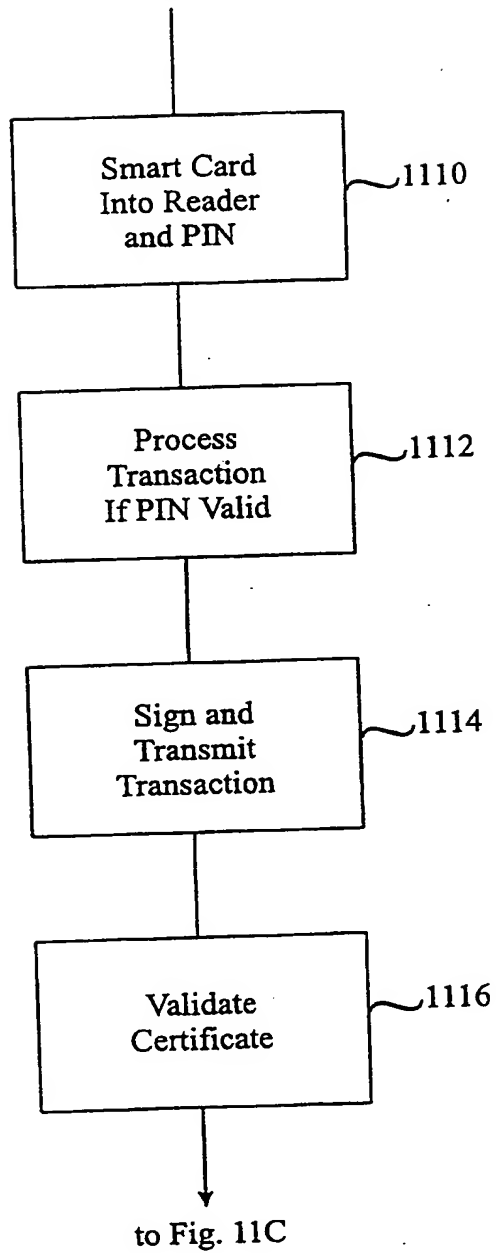 Smart Card
Into Reader
and PIN
1110
Process
Transaction
If PIN Valid
1112
Sign and
Transmit
Transaction
1114
Validate
Certificate
1116
to Fig. 11C